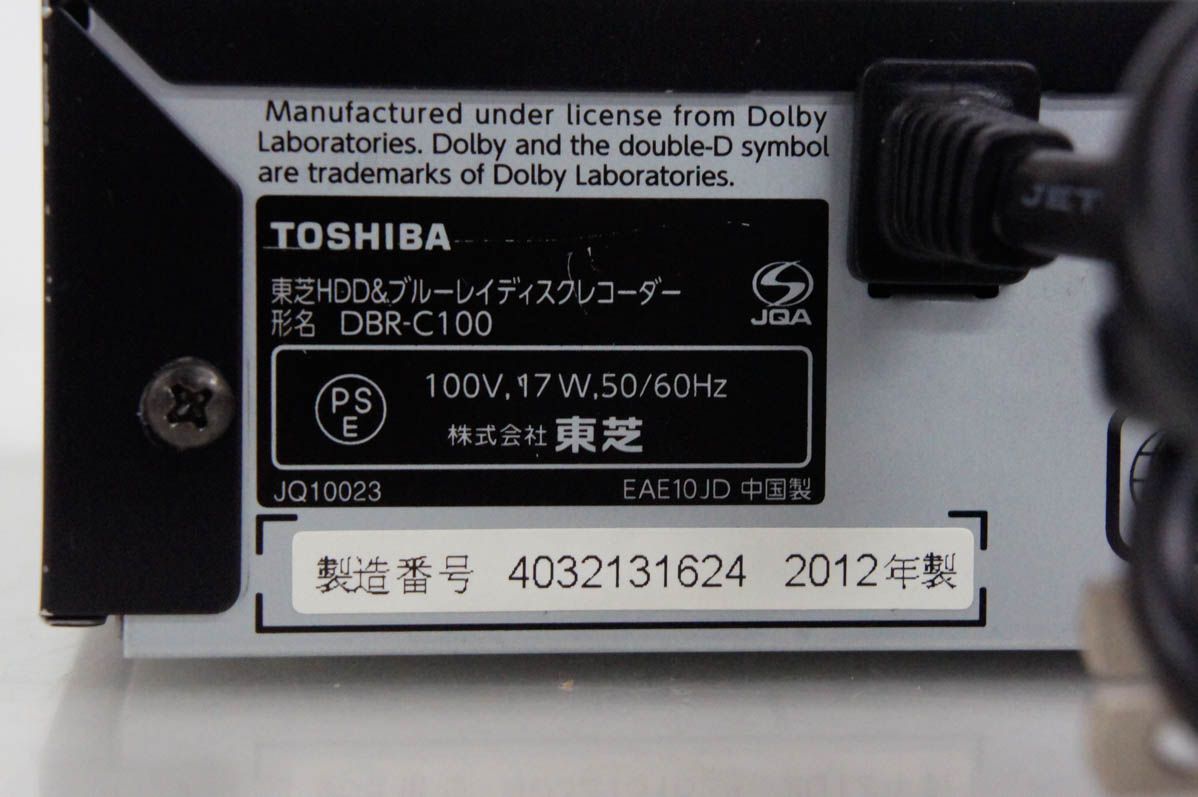 Manufactured under license from Dolby
Laboratories. Dolby and the double-D symbol
are trademarks of Dolby Laboratories.
TOSHIBA
東芝HDD&ブルーレイディスクレコーダー
形名 DBR-C100
JQA
PS
E
100V,17W,50/60Hz
株式会社 東芝
JQ10023
EAE10JD 中国製
製造番号 4032131624 2012年製
JET